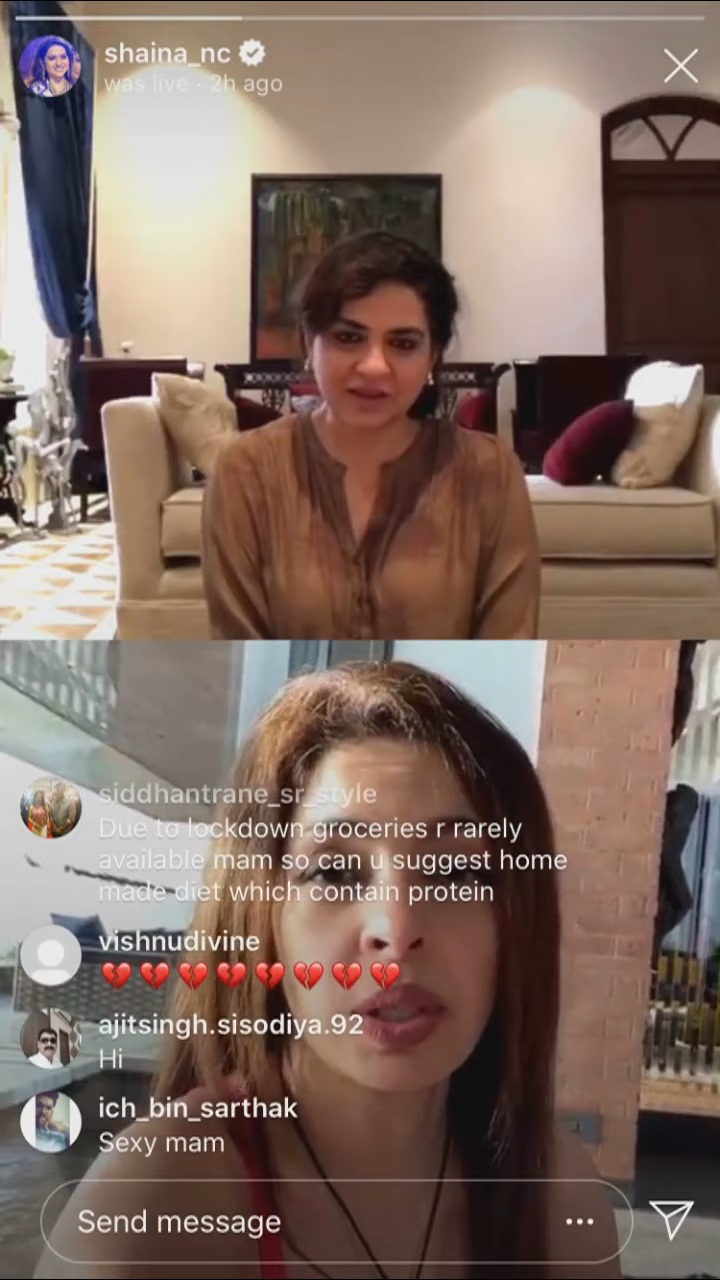 shaina_nc
was live · 2h ago
siddhantrane_sr_style
Due to lockdown groceries r rarely
available mam so can u suggest home
made diet which contain protein
vishnudivine
💔💔💔💔💔💔💔💔
ajitsingh.sisodiya.92
Hi
ich_bin_sarthak
Sexy mam
Send message